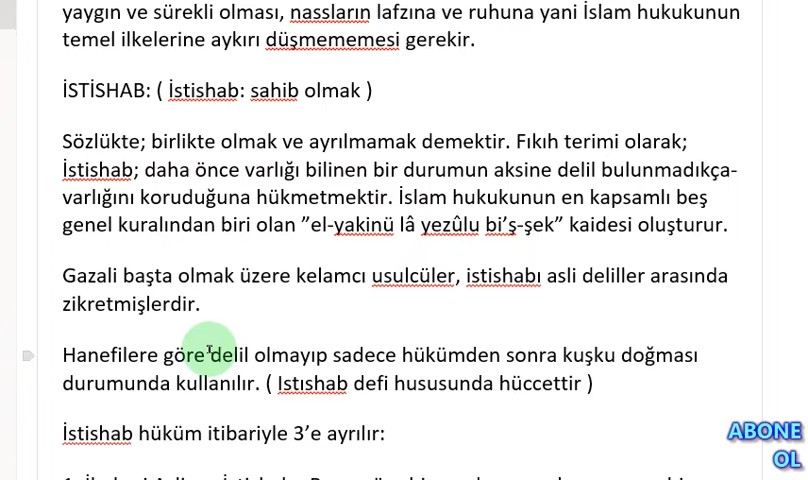 yaygın ve sürekli olması, nassların lafzına ve ruhuna yani İslam hukukunun
temel ilkelerine aykırı düşmememesi gerekir.
İSTİSHAB: ( İstishab: sahib olmak )
Sözlükte; birlikte olmak ve ayrılmamak demektir. Fıkıh terimi olarak;
İstishab; daha önce varlığı bilinen bir durumun aksine delil bulunmadıkça-
varlığını koruduğuna hükmetmektir. İslam hukukunun en kapsamlı beş
genel kuralından biri olan ”el-yakinü lâ yezûlu bi’ş-şek” kaidesi oluşturur.
Gazali başta olmak üzere kelamcı usulcüler, istishabı asli deliller arasında
zikretmişlerdir.
Hanefilere göre delil olmayıp sadece hükümden sonra kuşku doğması
durumunda kullanılır. ( Istıshab defi hususunda hüccettir )
İstishab hüküm itibariyle 3’e ayrılır:
ABONE
OL